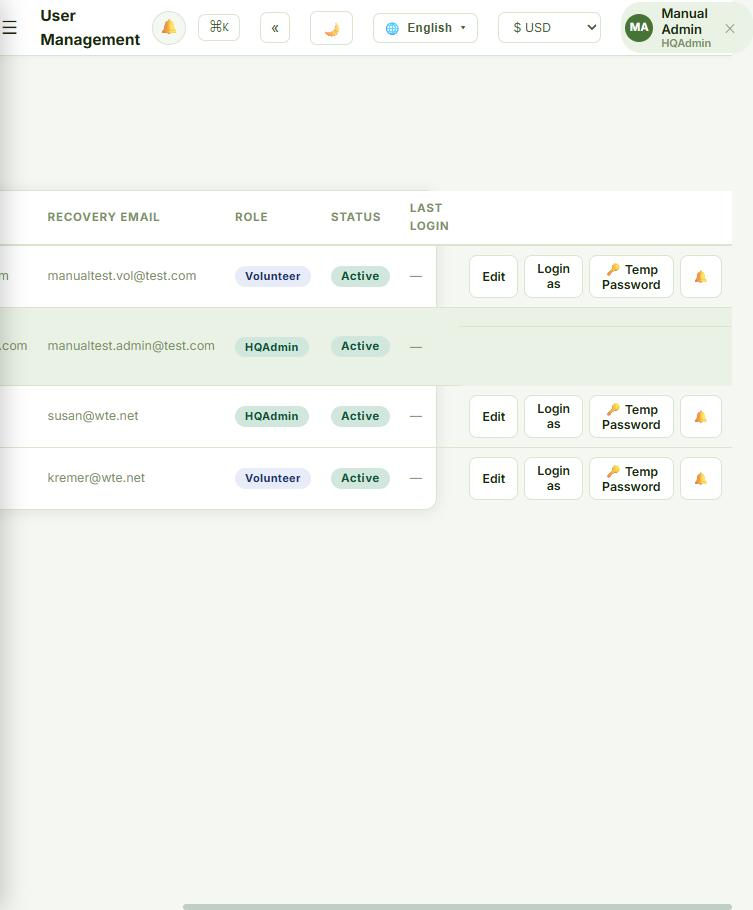 ☰ User Management ⌘K « English ▾ $ USD MA Manual Admin HQAdmin ×
RECOVERY EMAIL ROLE STATUS LAST LOGIN
m manualtest.vol@test.com Volunteer Active — Edit Login as Temp Password
.com manualtest.admin@test.com HQAdmin Active —
susan@wte.net HQAdmin Active — Edit Login as Temp Password
kremer@wte.net Volunteer Active — Edit Login as Temp Password